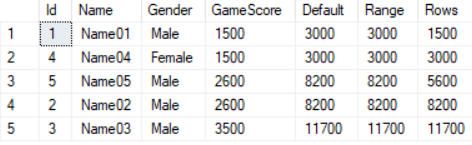 Id Name Gender GameScore Default Range Rows
1 1 Name01 Male 1500 3000 3000 1500
2 4 Name04 Female 1500 3000 3000 3000
3 5 Name05 Male 2600 8200 8200 5600
4 2 Name02 Male 2600 8200 8200 8200
5 3 Name03 Male 3500 11700 11700 11700